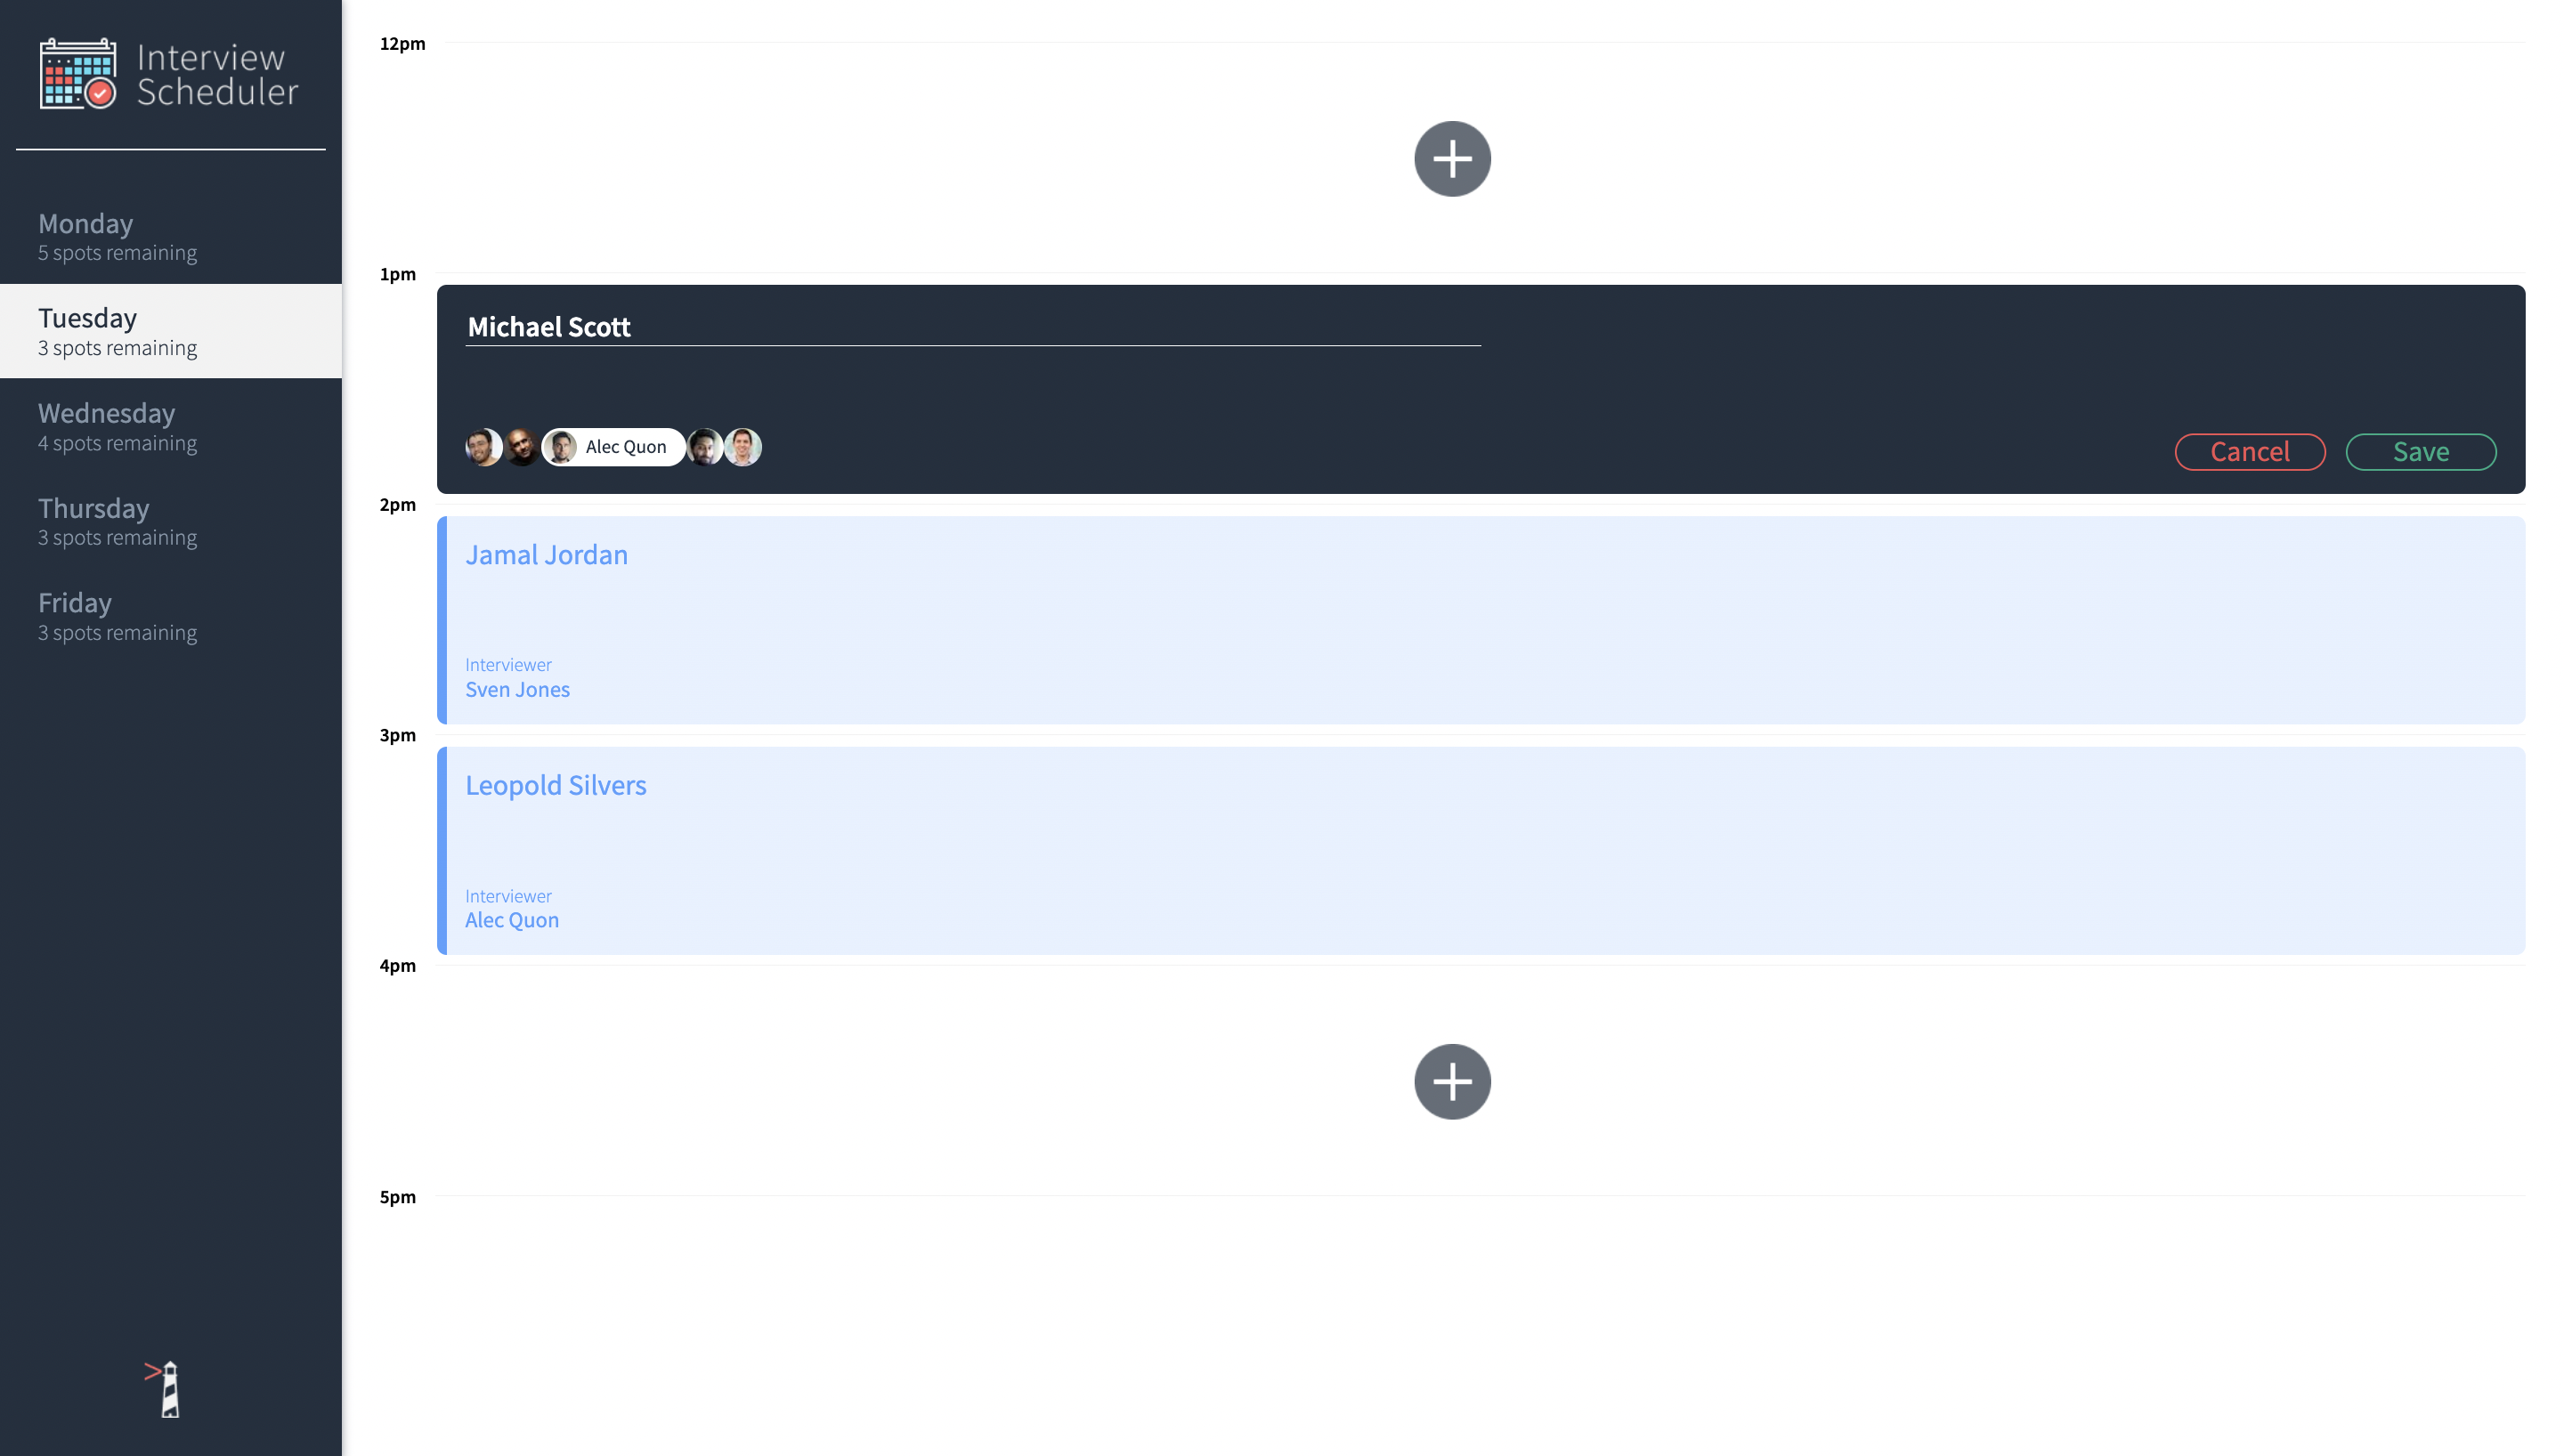 Interview
Scheduler
Monday
5 spots remaining
Tuesday
3 spots remaining
Wednesday
4 spots remaining
Thursday
3 spots remaining
Friday
3 spots remaining
12pm
1pm
Michael Scott
Alec Quon
Cancel
Save
2pm
Jamal Jordan
Interviewer
Sven Jones
3pm
Leopold Silvers
Interviewer
Alec Quon
4pm
5pm